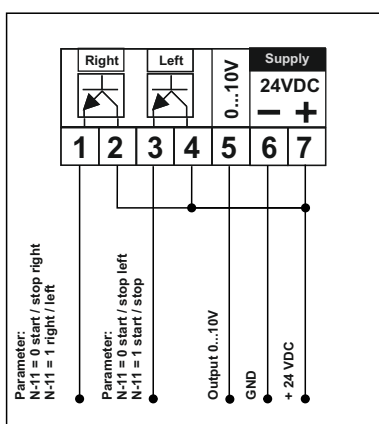 Right
Left
0...10V
Supply
24VDC
− +
1 2 3 4 5 6 7
Parameter:
N-11 = 0 start / stop right
N-11 = 1 right / left
Parameter:
N-11 = 0 start / stop left
N-11 = 1 start / stop
Output 0...10V
GND
+ 24 VDC